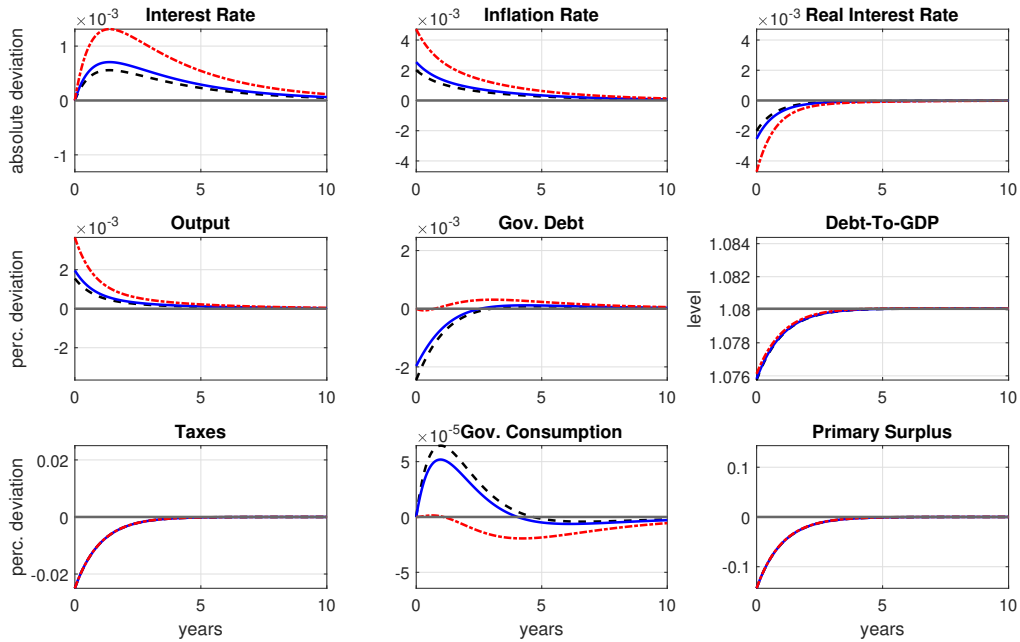 Interest Rate
×10-3
1
0
-1
0 5 10
absolute deviation
Inflation Rate
×10-3
4
2
0
-2
-4
0 5 10
Real Interest Rate
×10-3
4
2
0
-2
-4
0 5 10
Output
×10-3
2
0
-2
0 5 10
perc. deviation
Gov. Debt
×10-3
2
0
-2
0 5 10
Debt-To-GDP
1.084
1.082
1.08
1.078
1.076
0 5 10
level
Taxes
0.02
0
-0.02
0 5 10
perc. deviation
years
Gov. Consumption
×10-5
5
0
-5
0 5 10
years
Primary Surplus
0.1
0
-0.1
0 5 10
years